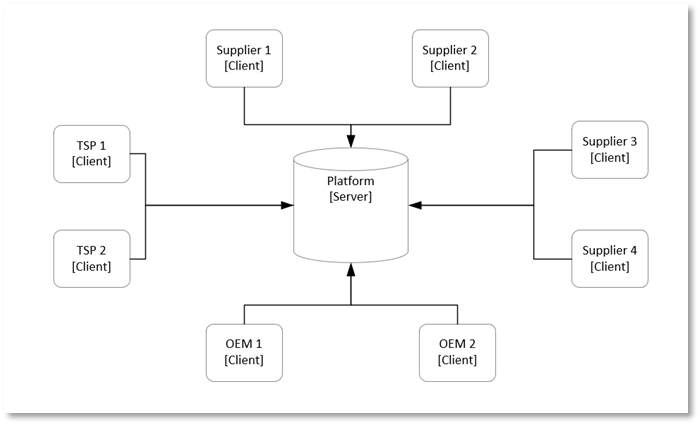 Supplier 1
[Client]
Supplier 2
[Client]
TSP 1
[Client]
Supplier 3
[Client]
Platform
[Server]
TSP 2
[Client]
Supplier 4
[Client]
OEM 1
[Client]
OEM 2
[Client]